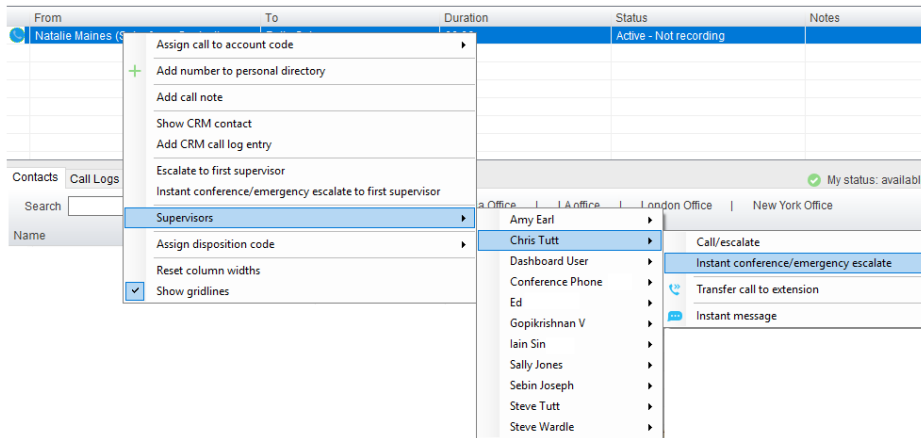 From To Duration Status Notes
Natalie Maines Active - Not recording
Assign call to account code
Add number to personal directory
Add call note
Show CRM contact
Add CRM call log entry
Escalate to first supervisor
Instant conference/emergency escalate to first supervisor
Supervisors
Assign disposition code
Reset column widths
Show gridlines
Contacts Call Logs
My status: availabl
Search
a Office | LA office | London Office | New York Office
Name
Amy Earl
Chris Tutt
Dashboard User
Conference Phone
Ed
Gopikrishnan V
Iain Sin
Sally Jones
Sebin Joseph
Steve Tutt
Steve Wardle
Call/escalate
Instant conference/emergency escalate
Transfer call to extension
Instant message